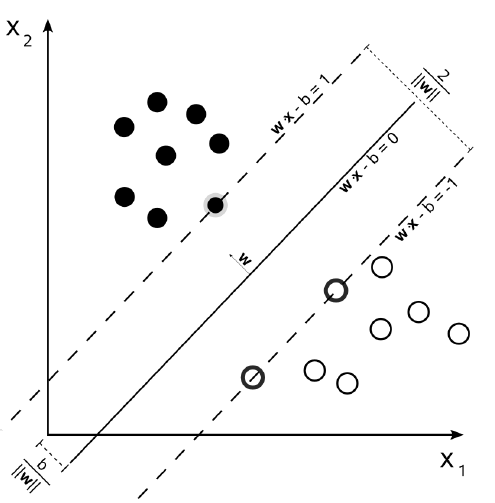 X₂
2
‖w‖
w·x - b = 1
w·x - b = 0
w·x - b = -1
w
b
‖w‖
X₁